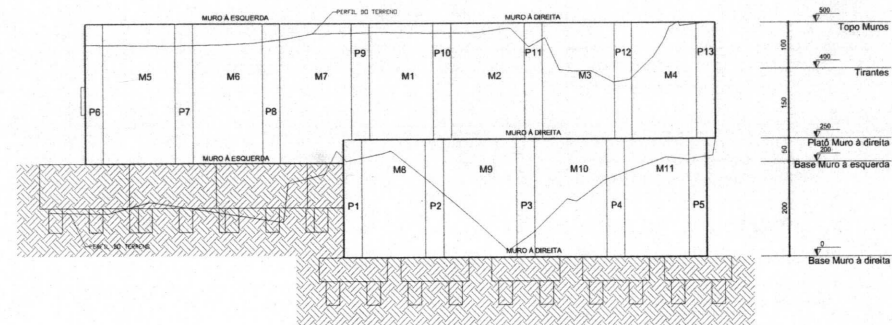 MURO À ESQUERDA
PERFIL DO TERRENO
MURO À DIREITA
500
Topo Muros
P9
P10
P11
P12
P13
100
400
Tirantes
M5
M6
M7
M1
M2
M3
M4
P6
P7
P8
150
250
Platô Muro à direita
MURO À DIREITA
50
200
Base Muro à esquerda
MURO À ESQUERDA
M8
M9
M10
M11
P1
P2
P3
P4
P5
200
PERFIL DO TERRENO
MURO À DIREITA
0
Base Muro à direita